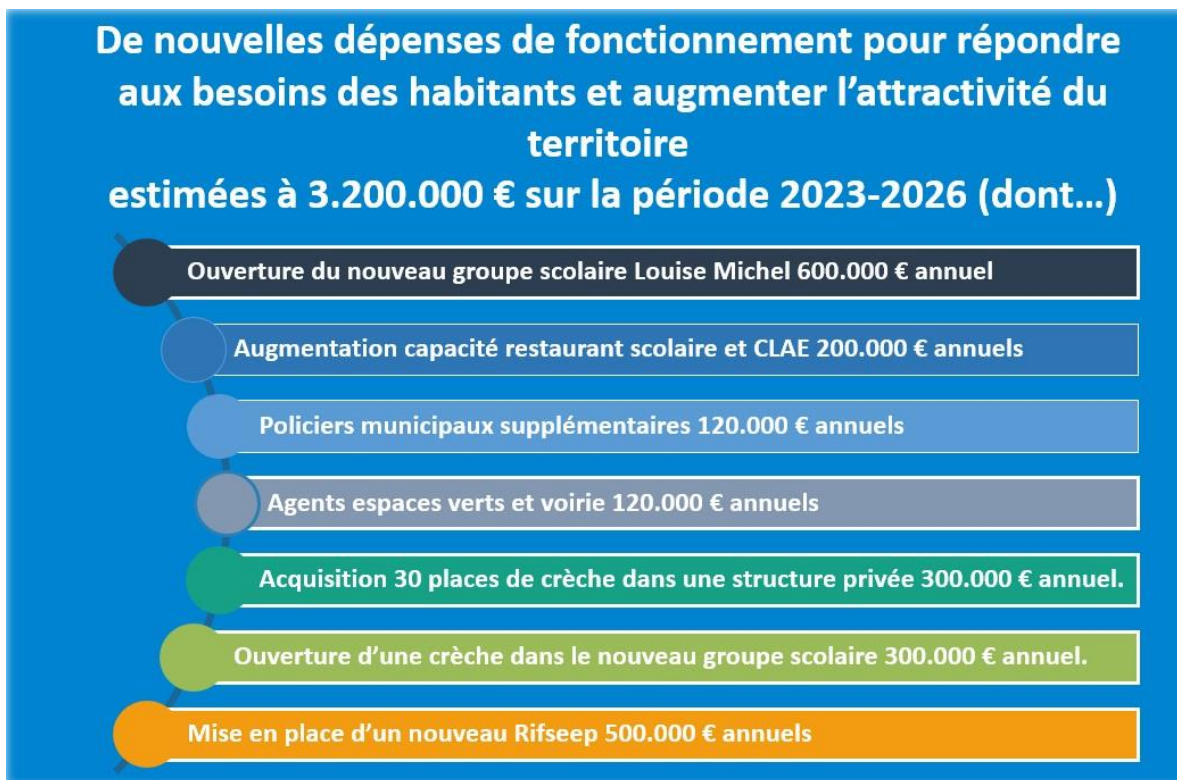 De nouvelles dépenses de fonctionnement pour répondre
aux besoins des habitants et augmenter l’attractivité du
territoire
estimées à 3.200.000 € sur la période 2023-2026 (dont…)
Ouverture du nouveau groupe scolaire Louise Michel 600.000 € annuel
Augmentation capacité restaurant scolaire et CLAE 200.000 € annuels
Policiers municipaux supplémentaires 120.000 € annuels
Agents espaces verts et voirie 120.000 € annuels
Acquisition 30 places de crèche dans une structure privée 300.000 € annuel.
Ouverture d’une crèche dans le nouveau groupe scolaire 300.000 € annuel.
Mise en place d’un nouveau Rifseep 500.000 € annuels